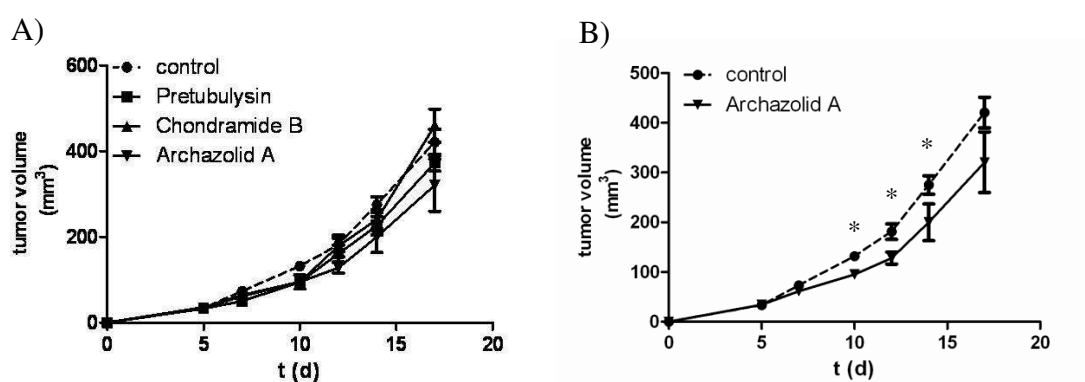 A)
600
400
200
0
tumor volume
(mm³)
control
Pretubulysin
Chondramide B
Archazolid A
0 5 10 15 20
t (d)
B)
500
400
300
200
100
0
tumor volume
(mm³)
control
Archazolid A
* * *
0 5 10 15 20
t (d)